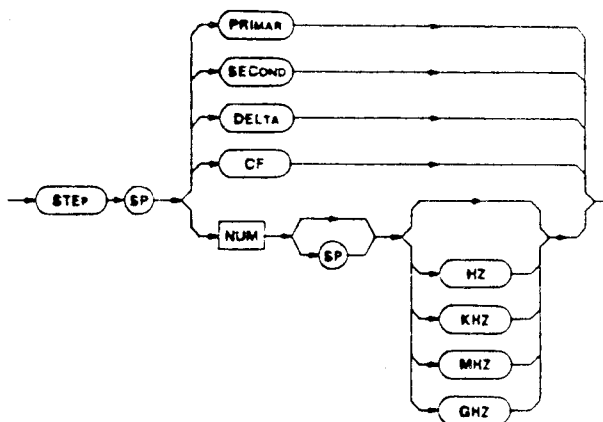 PRIMAR
SECOND
DELTA
CF
STEP SP
NUM SP
HZ
KHZ
MHZ
GHZ